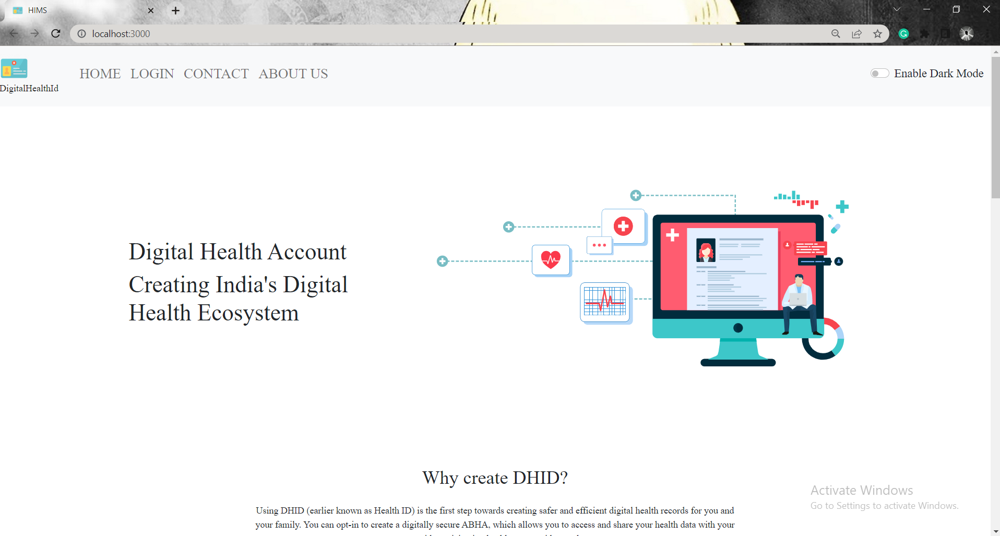 HIMS
localhost:3000
DigitalHealthId
HOME LOGIN CONTACT ABOUT US
Enable Dark Mode
Digital Health Account
Creating India's Digital
Health Ecosystem
Why create DHID?
Using DHID (earlier known as Health ID) is the first step towards creating safer and efficient digital health records for you and
your family. You can opt-in to create a digitally secure ABHA, which allows you to access and share your health data with your
Activate Windows
Go to Settings to activate Windows.